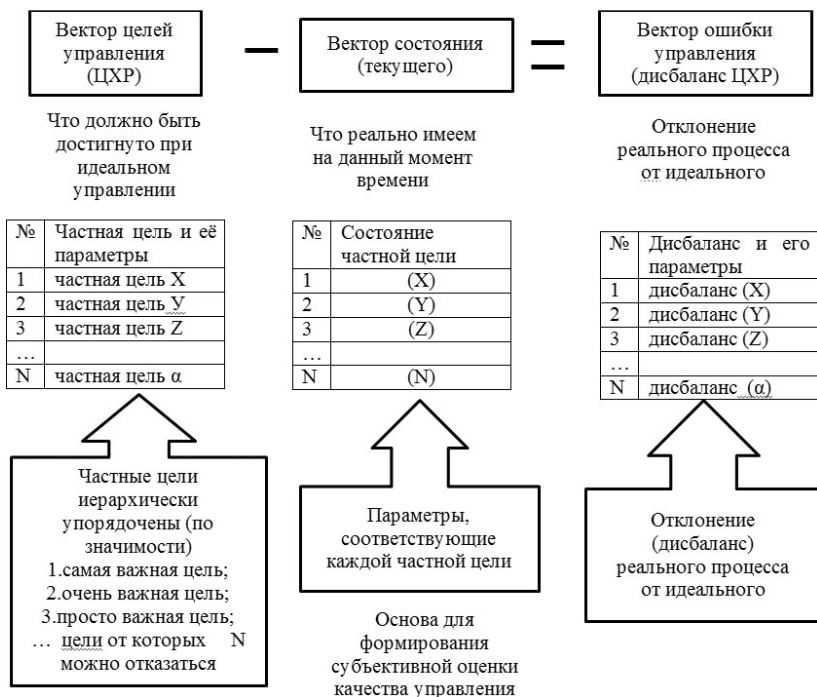 Вектор целей
управления
(ЦХР)
—
Вектор состояния
(текущего)
=
Вектор ошибки
управления
(дисбаланс ЦХР)
Что должно быть
достигнуто при
идеальном
управлении
Что реально имеем
на данный момент
времени
Отклонение
реального процесса
от идеального
№ Частная цель и её
параметры
1 частная цель X
2 частная цель У
3 частная цель Z
…
N частная цель α
№ Состояние
частной цели
1 (X)
2 (Y)
3 (Z)
…
N (N)
№ Дисбаланс и его
параметры
1 дисбаланс (X)
2 дисбаланс (Y)
3 дисбаланс (Z)
…
N дисбаланс (α)
Частные цели
иерархически
упорядочены (по
значимости)
1.самая важная цель;
2.очень важная цель;
3.просто важная цель;
… цели от которых N
можно отказаться
Параметры,
соответствующие
каждой частной цели
Основа для
формирования
субъективной оценки
качества управления
Отклонение
(дисбаланс)
реального процесса
от идеального